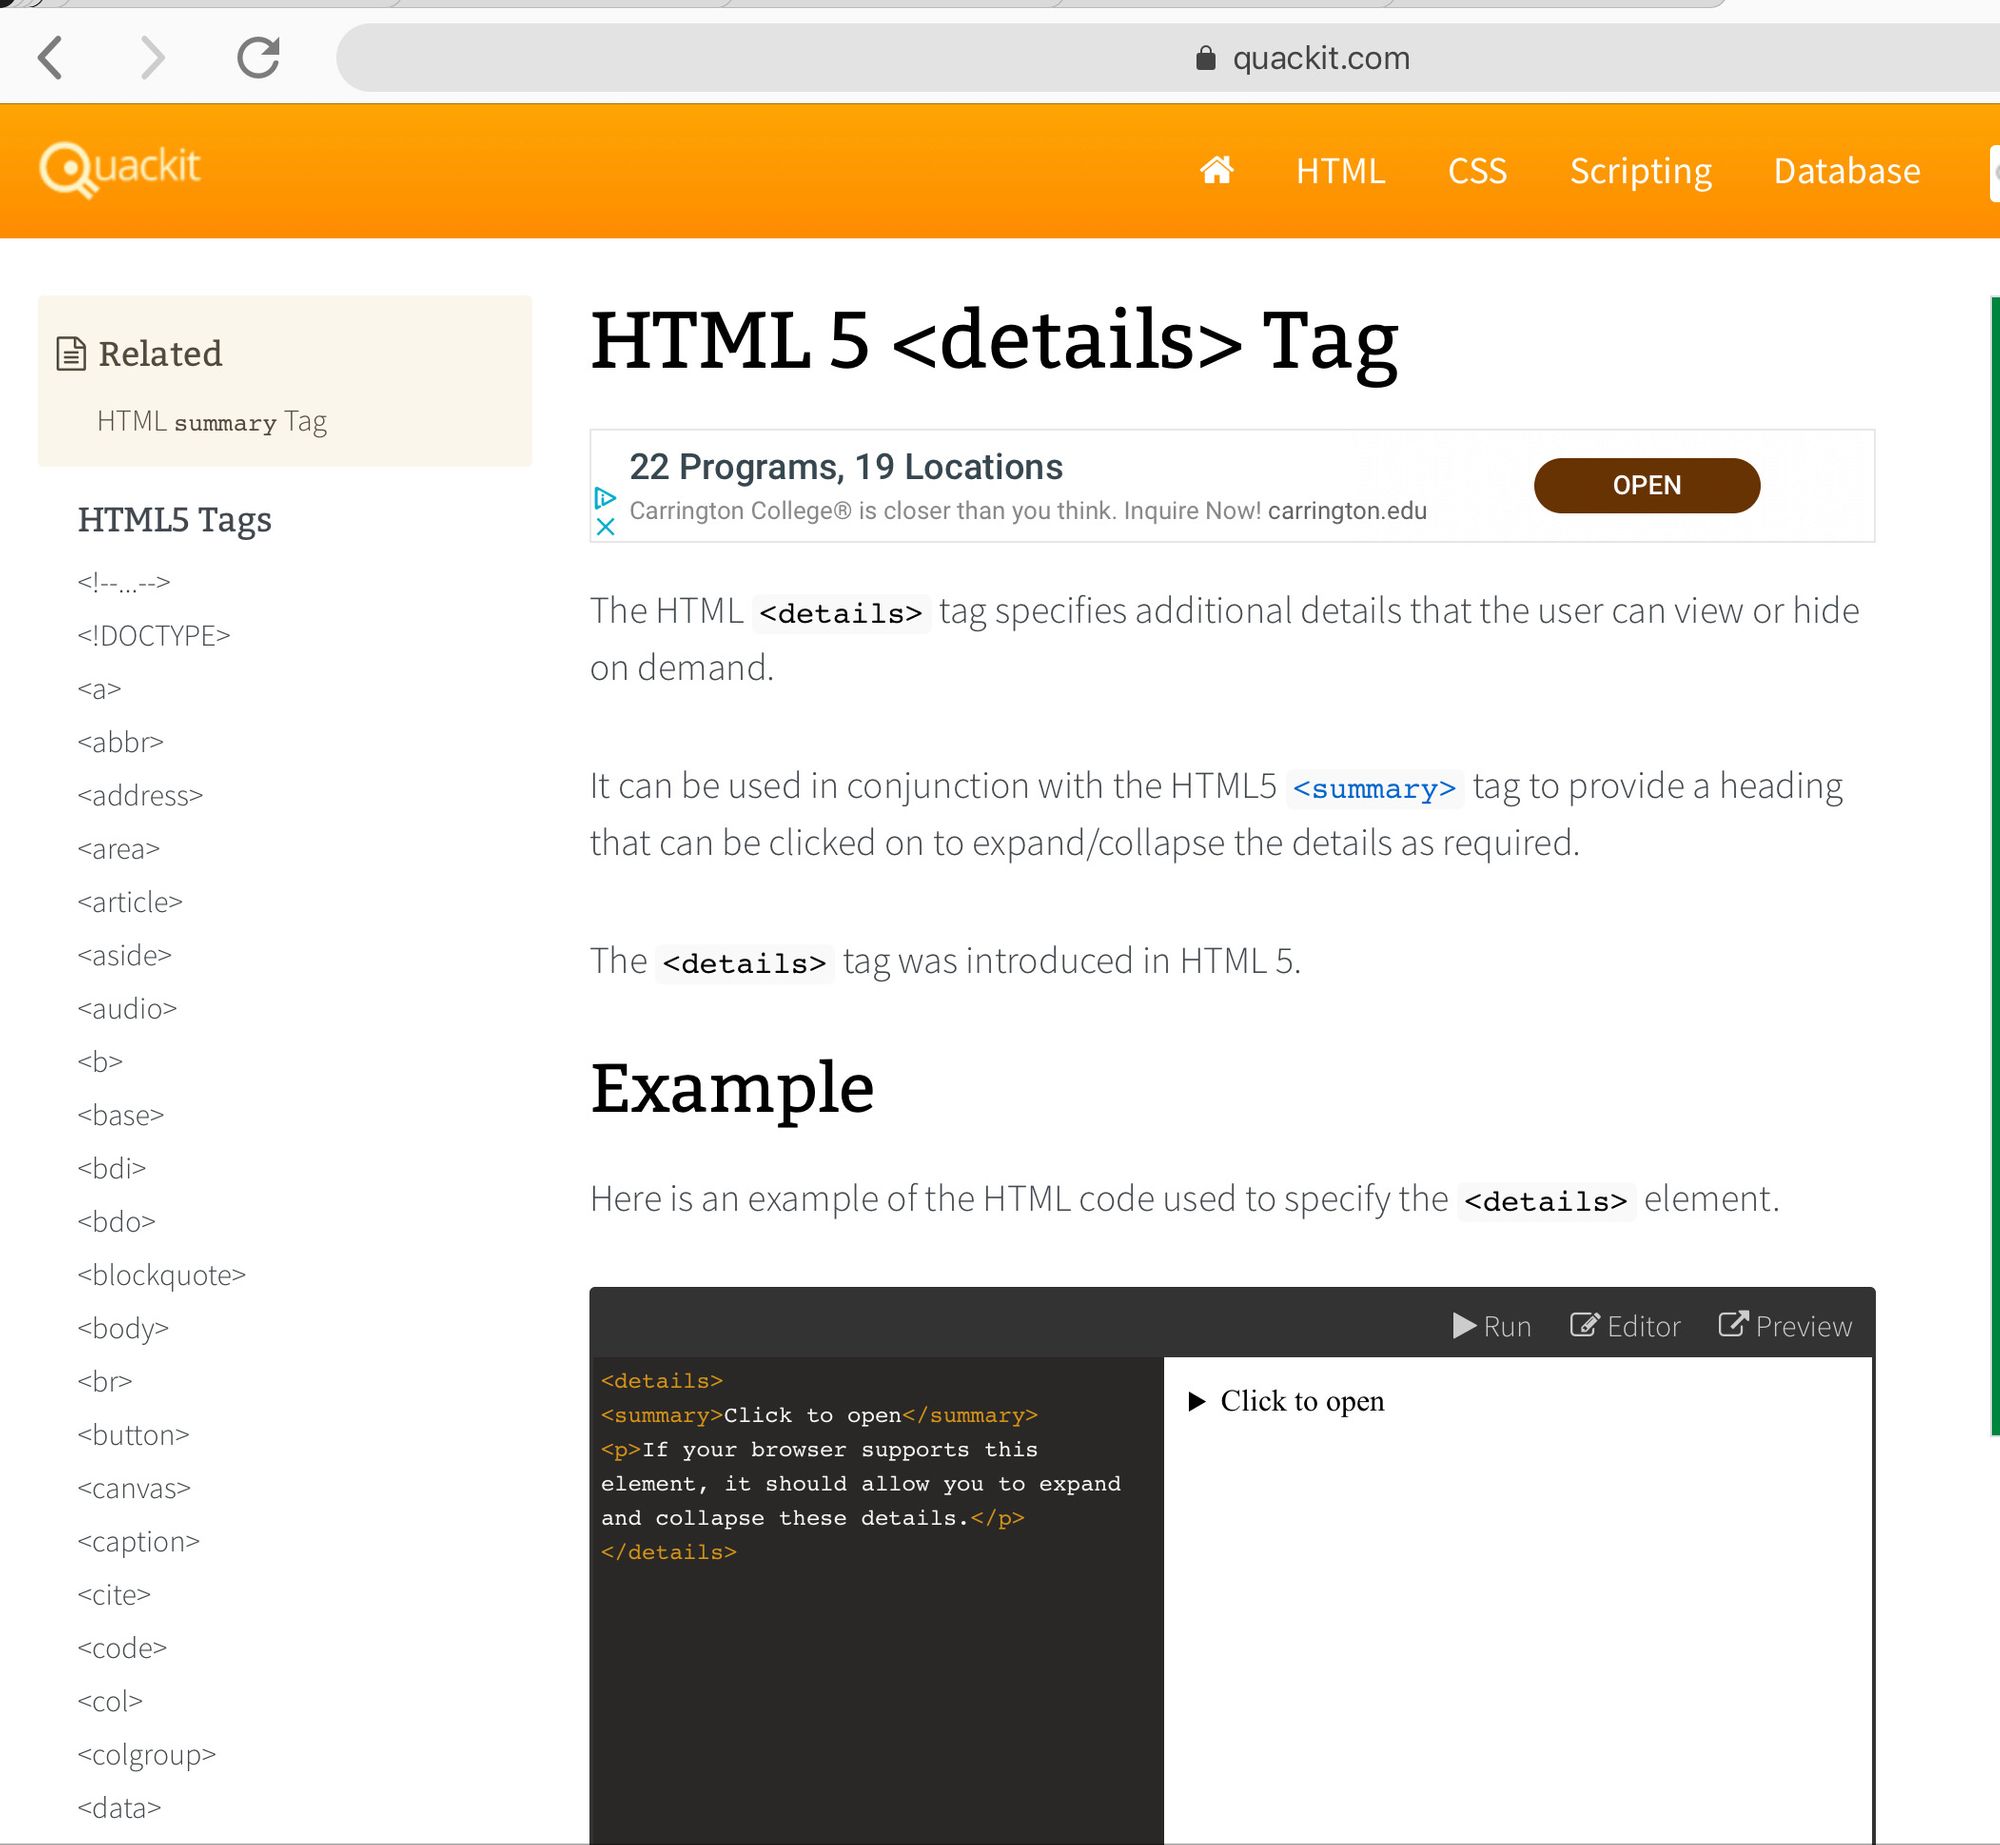 quackit.com
Quackit
HTML CSS Scripting Database
Related
HTML summary Tag
HTML5 Tags
<!--...-->
<!DOCTYPE>
<a>
<abbr>
<address>
<area>
<article>
<aside>
<audio>
<b>
<base>
<bdi>
<bdo>
<blockquote>
<body>
<br>
<button>
<canvas>
<caption>
<cite>
<code>
<col>
<colgroup>
<data>
HTML 5 <details> Tag
22 Programs, 19 Locations
Carrington College® is closer than you think. Inquire Now! carrington.edu
OPEN
The HTML <details> tag specifies additional details that the user can view or hide
on demand.
It can be used in conjunction with the HTML5 <summary> tag to provide a heading
that can be clicked on to expand/collapse the details as required.
The <details> tag was introduced in HTML 5.
Example
Here is an example of the HTML code used to specify the <details> element.
Run Editor Preview
<details>
<summary>Click to open</summary>
<p>If your browser supports this
element, it should allow you to expand
and collapse these details.</p>
</details>
Click to open